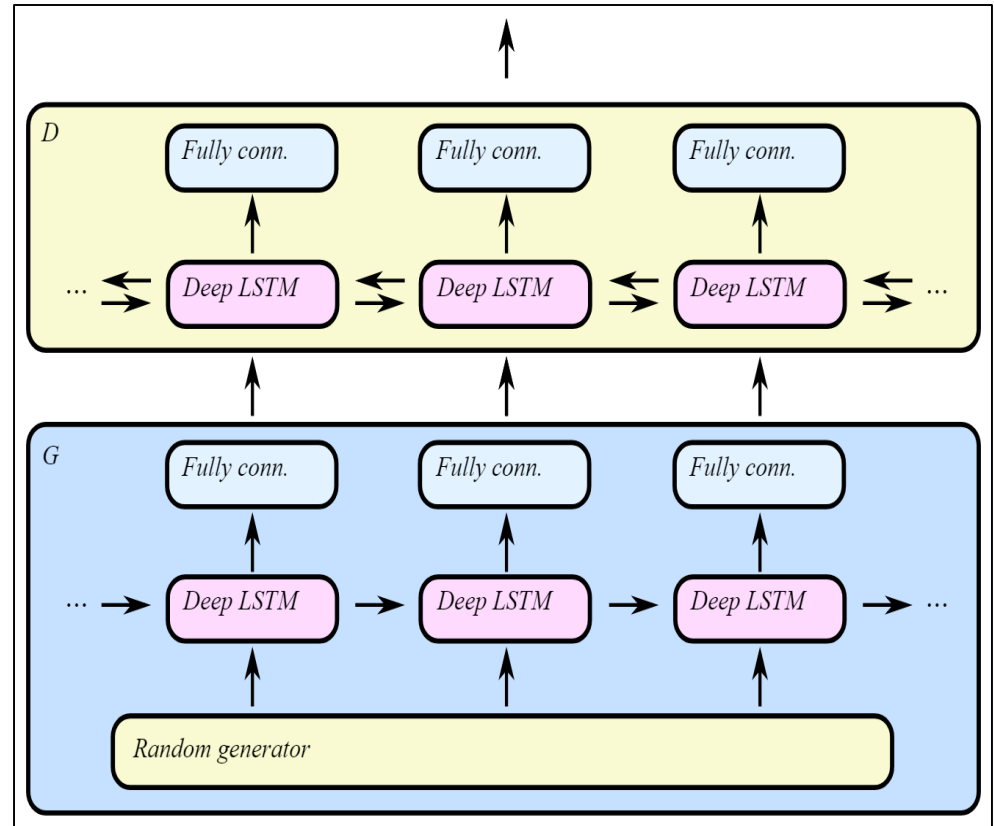 D
Fully conn. Fully conn. Fully conn.
... Deep LSTM Deep LSTM Deep LSTM ...
G
Fully conn. Fully conn. Fully conn.
... Deep LSTM Deep LSTM Deep LSTM ...
Random generator